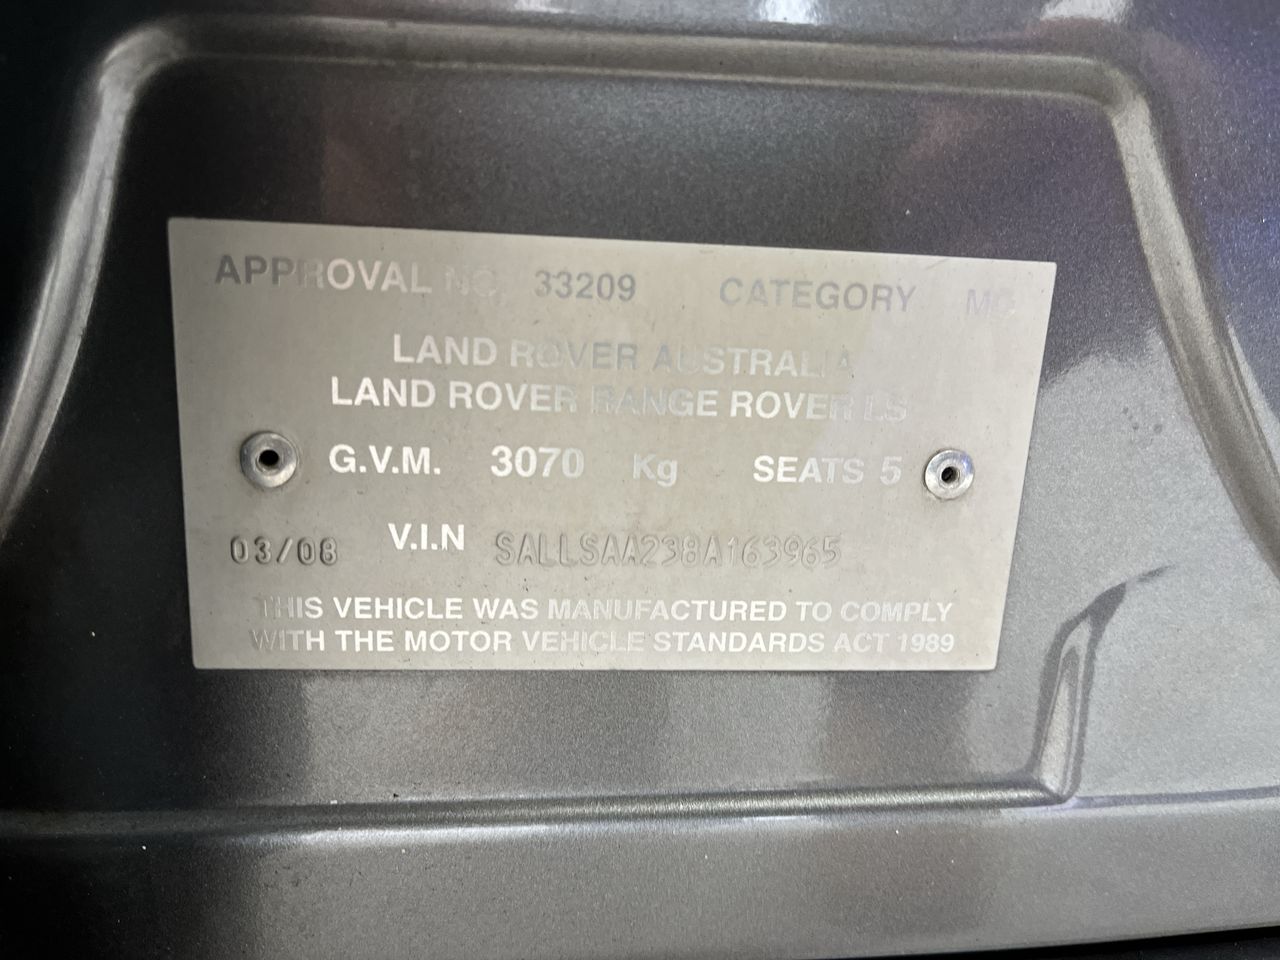 APPROVAL NO. 33209 CATEGORY MC
LAND ROVER AUSTRALIA
LAND ROVER RANGE ROVER LS
G.V.M. 3070 Kg SEATS 5
03/08 V.I.N SALLSAA238A163965
THIS VEHICLE WAS MANUFACTURED TO COMPLY
WITH THE MOTOR VEHICLE STANDARDS ACT 1989